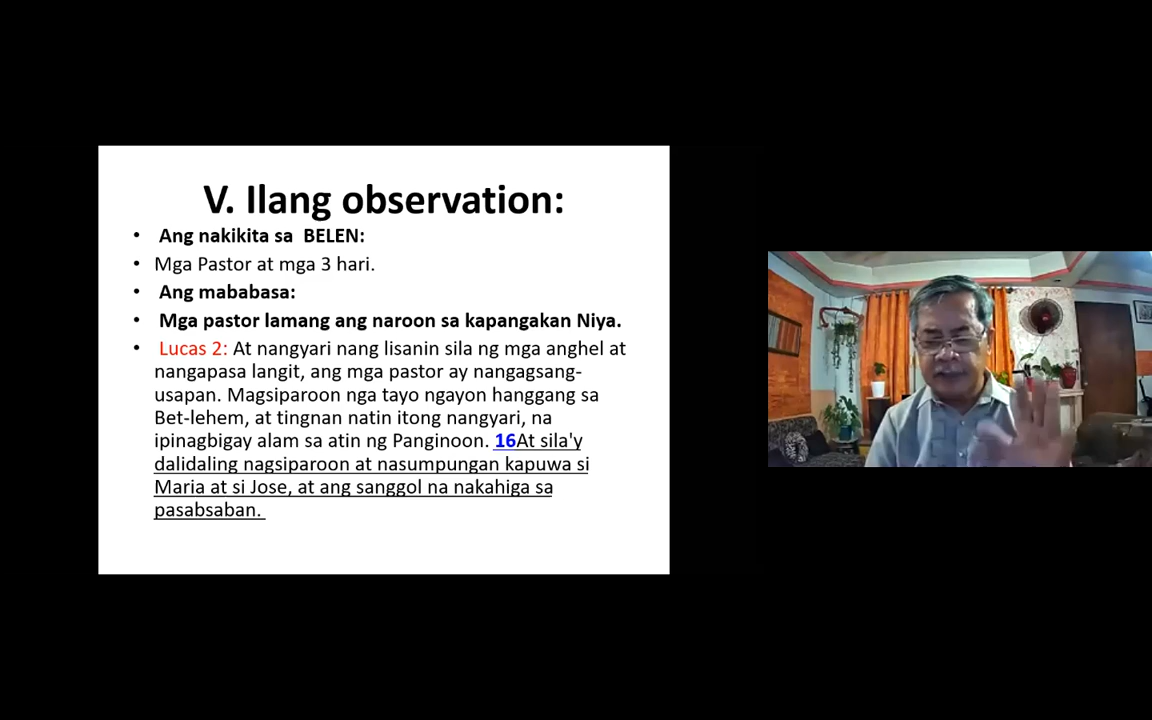 V. Ilang observation:
• Ang nakikita sa BELEN:
• Mga Pastor at mga 3 hari.
• Ang mababasa:
• Mga pastor lamang ang naroon sa kapangakan Niya.
• Lucas 2: At nangyari nang lisanin sila ng mga anghel at
nangapasa langit, ang mga pastor ay nangagsang-
usapan. Magsiparoon nga tayo ngayon hanggang sa
Bet-lehem, at tingnan natin itong nangyari, na
ipinagbigay alam sa atin ng Panginoon. 16At sila'y
dalidaling nagsiparoon at nasumpungan kapuwa si
Maria at si Jose, at ang sanggol na nakahiga sa
pasabsaban.